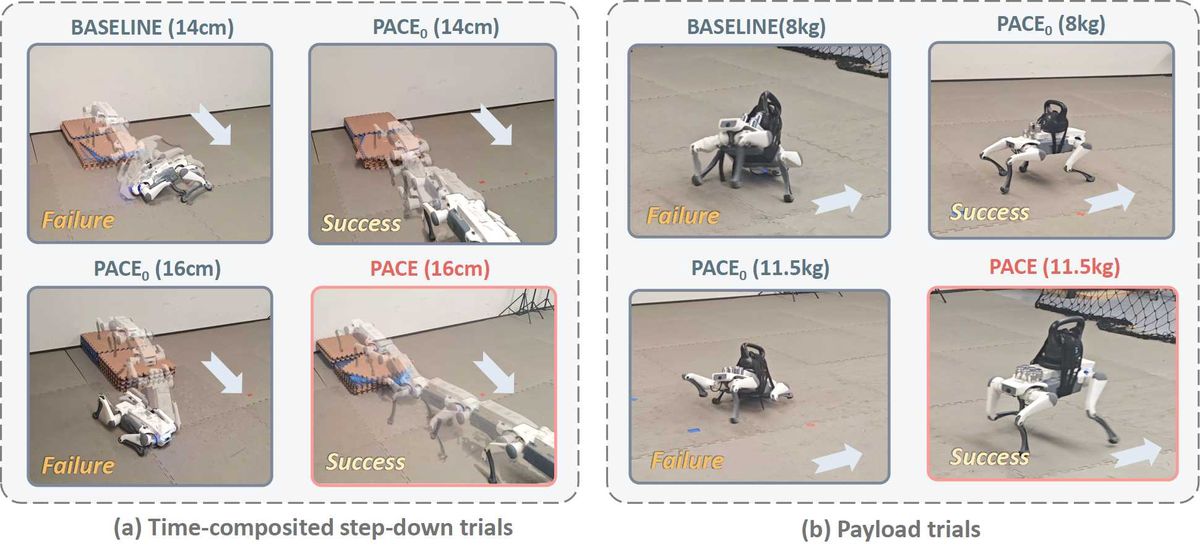 BASELINE (14cm)
PACE₀ (14cm)
Failure
Success
PACE₀ (16cm)
PACE (16cm)
Failure
Success
(a) Time-composited step-down trials
BASELINE(8kg)
PACE₀ (8kg)
Failure
Success
PACE₀ (11.5kg)
PACE (11.5kg)
Failure
Success
(b) Payload trials